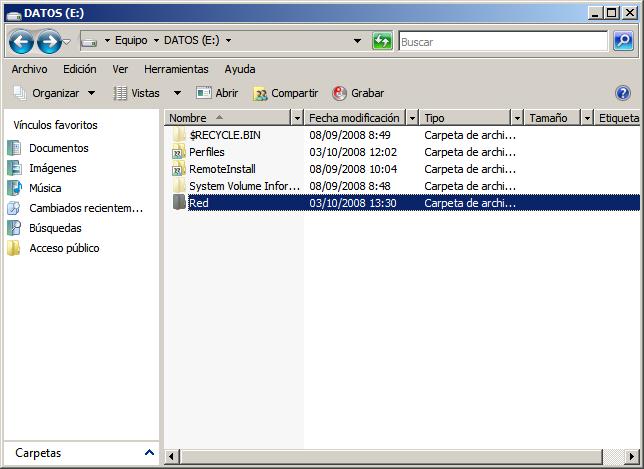 DATOS (E:)
Equipo DATOS (E:) Buscar
Archivo Edición Ver Herramientas Ayuda
Organizar Vistas Abrir Compartir Grabar
Vínculos favoritos
Documentos
Imágenes
Música
Cambiados recientem...
Búsquedas
Acceso público
Carpetas
Nombre Fecha modificación Tipo Tamaño Etiqueta
$RECYCLE.BIN 08/09/2008 8:49 Carpeta de archi...
Perfiles 03/10/2008 12:02 Carpeta de archi...
RemoteInstall 08/09/2008 10:04 Carpeta de archi...
System Volume Infor... 08/09/2008 8:48 Carpeta de archi...
Red 03/10/2008 13:30 Carpeta de archi...